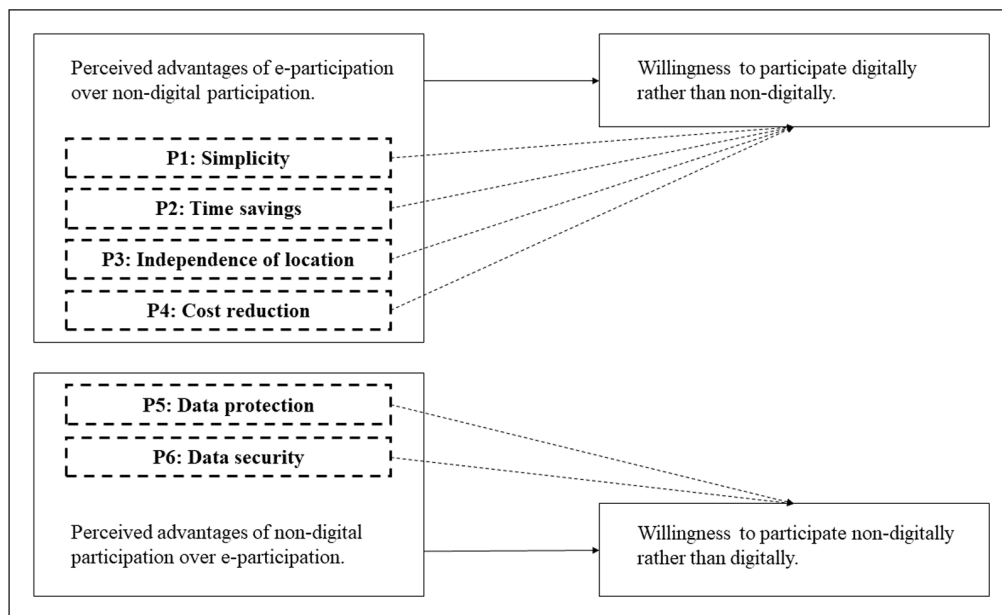 Perceived advantages of e-participation
over non-digital participation.
P1: Simplicity
P2: Time savings
P3: Independence of location
P4: Cost reduction
Willingness to participate digitally
rather than non-digitally.
P5: Data protection
P6: Data security
Perceived advantages of non-digital
participation over e-participation.
Willingness to participate non-digitally
rather than digitally.